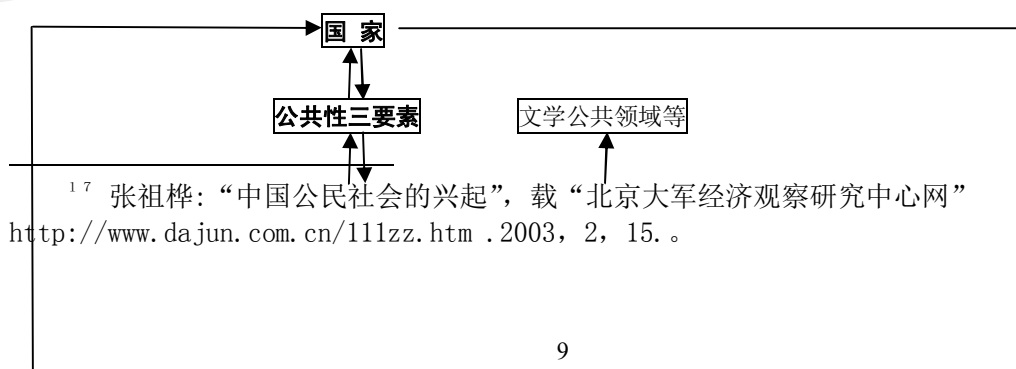 国 家
公共性三要素 文学公共领域等
17 张祖桦：“中国公民社会的兴起”，载“北京大军经济观察研究中心网”
http://www.dajun.com.cn/111zz.htm .2003，2，15.。
9